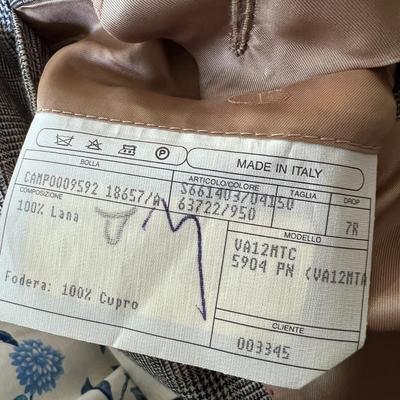 P
MADE IN ITALY
BOLLA
ARTICOLO/COLORE
TAGLIA
DROP
CAMPO009592 18657/A
S661403/04150
63722/950
7R
COMPOSIZIONE
100% Lana
MODELLO
VA12MTC
5904 PN (VA12MTA
Fodera: 100% Cupro
CLIENTE
003345